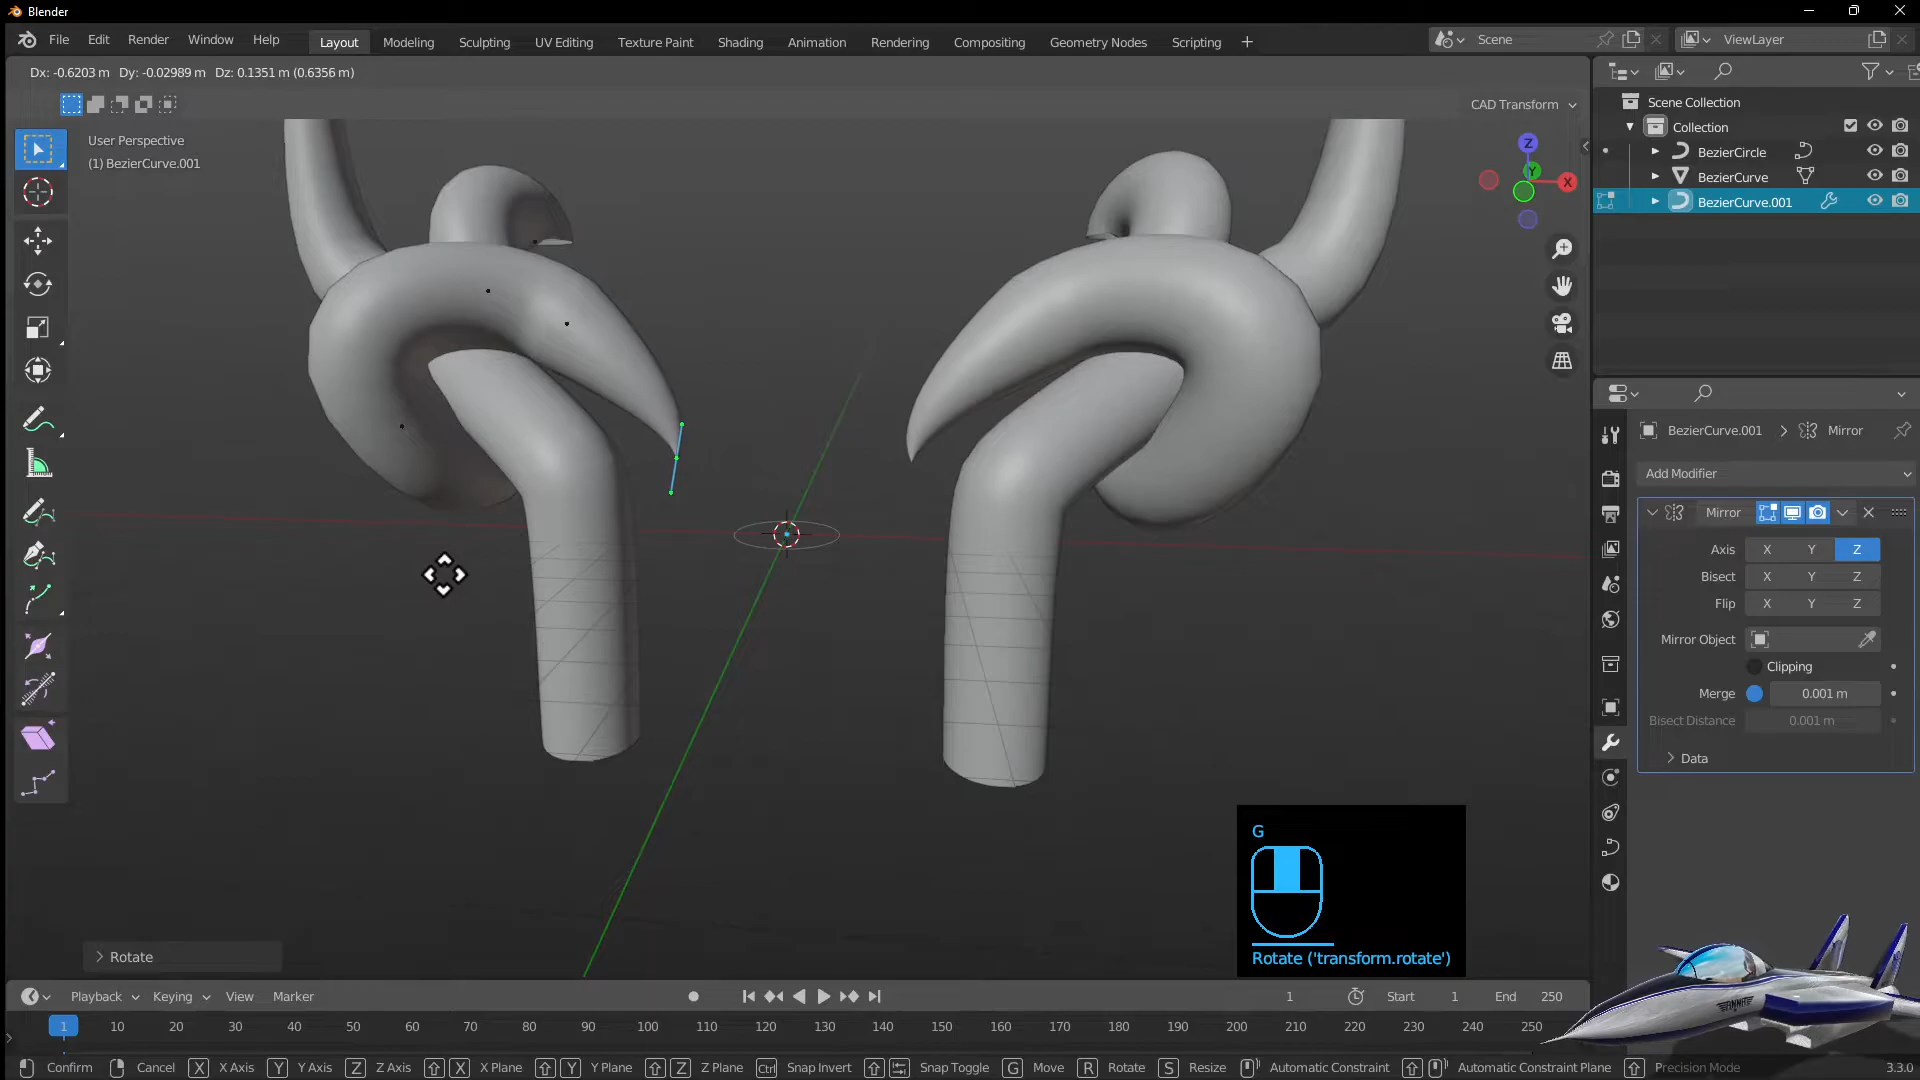 Blender
File Edit Render Window Help
Layout Modeling Sculpting UV Editing Texture Paint Shading Animation Rendering Compositing Geometry Nodes Scripting +
Scene
ViewLayer
Dx: -0.6203 m Dy: -0.02989 m Dz: 0.1351 m (0.6356 m)
CAD Transform
User Perspective
(1) BezierCurve.001
Z
Y
X
Scene Collection
Collection
BezierCircle
BezierCurve
BezierCurve.001
BezierCurve.001 > Mirror
Add Modifier
Mirror
Axis X Y Z
Bisect X Y Z
Flip X Y Z
Mirror Object
Clipping
Merge 0.001 m
Bisect Distance 0.001 m
Data
G
Rotate ('transform.rotate')
Rotate
Playback Keying View Marker
1 Start 1 End 250
1 10 20 30 40 50 60 70 80 90 100 110 120 130 140 150 160 170 180 190 200 210 220 230 240 250
Confirm Cancel X X Axis Y Y Axis Z Z Axis X X Plane Y Y Plane Z Z Plane Ctrl Snap Invert Snap Toggle G Move R Rotate S Resize Automatic Constraint Automatic Constraint Plane Precision Mode 3.3.0